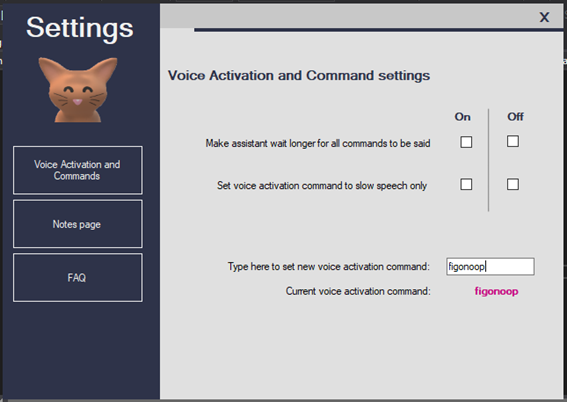 Settings
X
Voice Activation and Command settings
On
Off
Make assistant wait longer for all commands to be said
Set voice activation command to slow speech only
Type here to set new voice activation command:
figonoop
Current voice activation command:
figonoop
Voice Activation and
Commands
Notes page
FAQ